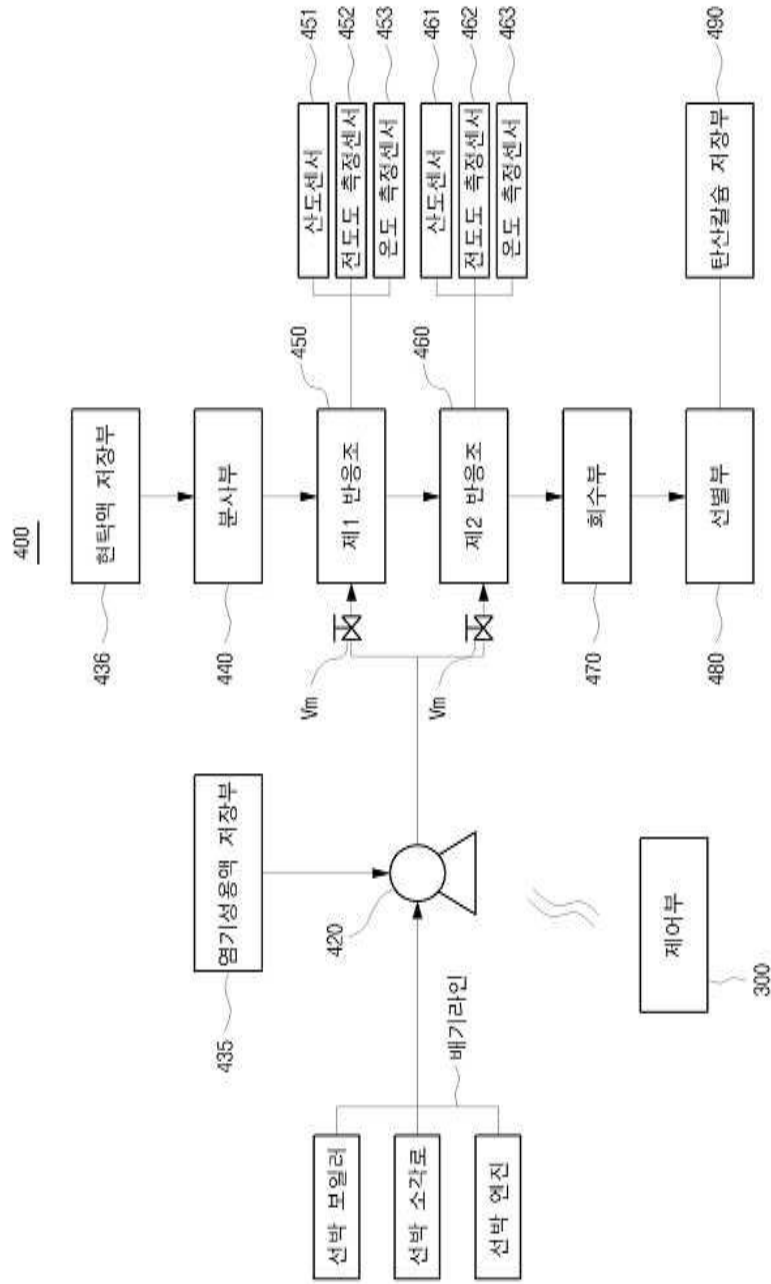 400
현탁액 저장부
436
분사부
440
염기성용액 저장부
435
420
선박 보일러
선박 소각로
선박 엔진
배기라인
제어부
300
Vm
Vm
제1 반응조
450
산도센서
451
전도도 측정센서
452
온도 측정센서
453
제2 반응조
460
산도센서
461
전도도 측정센서
462
온도 측정센서
463
회수부
470
선별부
480
탄산칼슘 저장부
490